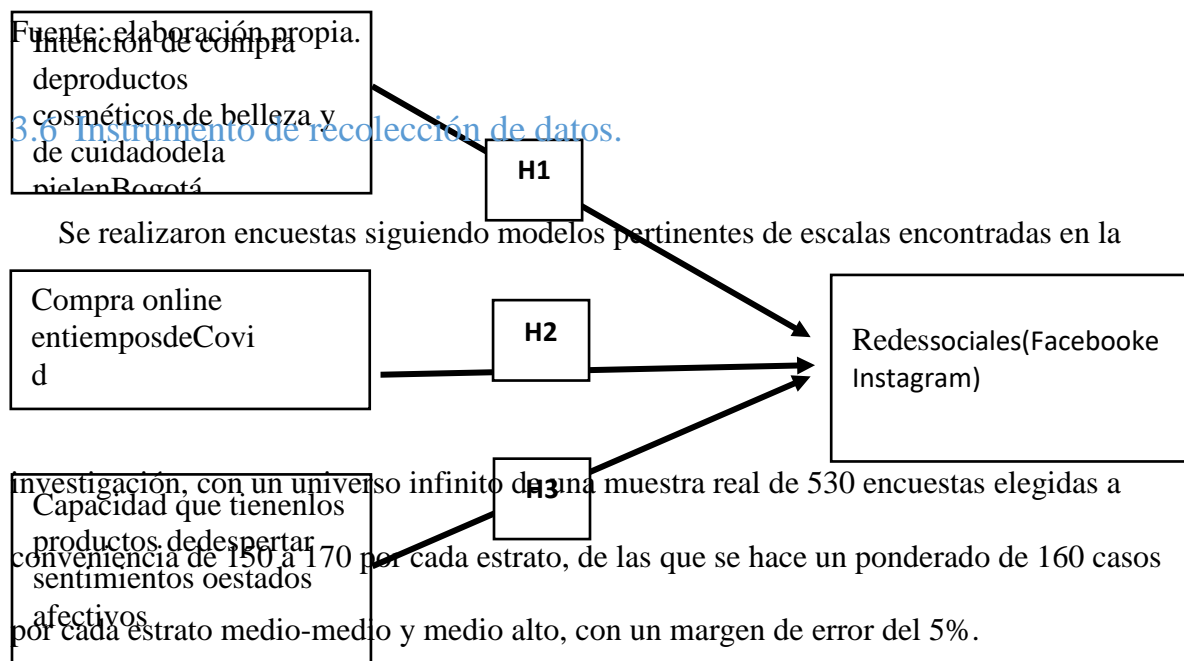 Fuente: elaboración propia.
Intención de compra
deproductos
cosméticos,de belleza y
de cuidadodela
pielenBogotá
3.6 Instrumento de recolección de datos.
H1
Se realizaron encuestas siguiendo modelos pertinentes de escalas encontradas en la
Compra online
entiemposdeCovi
d
H2
Redessociales(Facebooke
Instagram)
investigación, con un universo infinito de una muestra real de 530 encuestas elegidas a
conveniencia de 150 a 170 por cada estrato, de las que se hace un ponderado de 160 casos
por cada estrato medio-medio y medio alto, con un margen de error del 5%.
H3
Capacidad que tienenlos
productos dedespertar
sentimientos oestados
afectivos